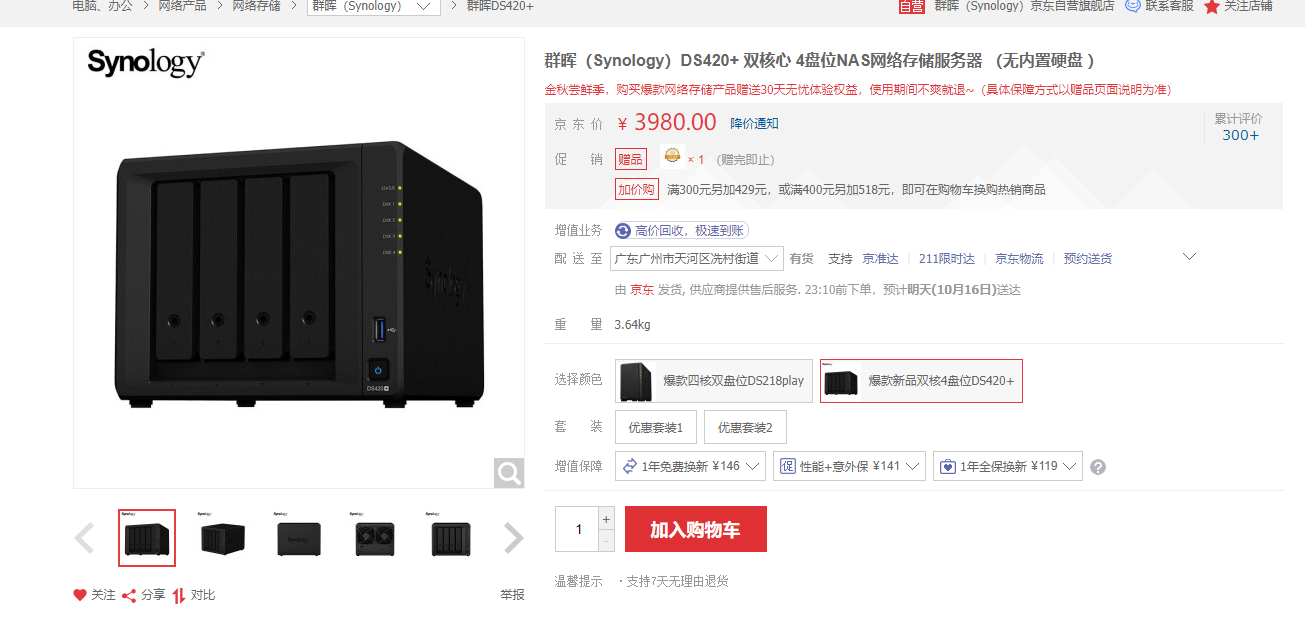 电脑、办公 > 网络产品 > 网络存储 > 群晖（Synology） > 群晖DS420+
自营 群晖（Synology）京东自营旗舰店 联系客服 关注店铺
Synology
群晖（Synology）DS420+ 双核心 4盘位NAS网络存储服务器 （无内置硬盘 ）
金秋尝鲜季，购买爆款网络存储产品赠送30天无忧体验权益，使用期间不爽就退~（具体保障方式以赠品页面说明为准）
京东价 ￥3980.00 降价通知
累计评价
300+
促销 赠品 × 1 （赠完即止）
加价购 满300元另加429元，或满400元另加518元，即可在购物车换购热销商品
增值业务 高价回收，极速到账
配送至 广东广州市天河区冼村街道 有货 支持 京准达 | 211限时达 | 京东物流 | 预约送货
由 京东 发货, 供应商提供售后服务. 23:10前下单，预计明天(10月16日)送达
重量 3.64kg
选择颜色 爆款四核双盘位DS218play 爆款新品双核4盘位DS420+
套装 优惠套装1 优惠套装2
增值保障 1年免费换新 ¥146 促 性能+意外保 ¥141 1年全保换新 ¥119 ?
1 + - 加入购物车
温馨提示 ·支持7天无理由退货
STATUS
DISK 1
DISK 2
DISK 3
DISK 4
Synology
DS420+
关注 分享 对比 举报